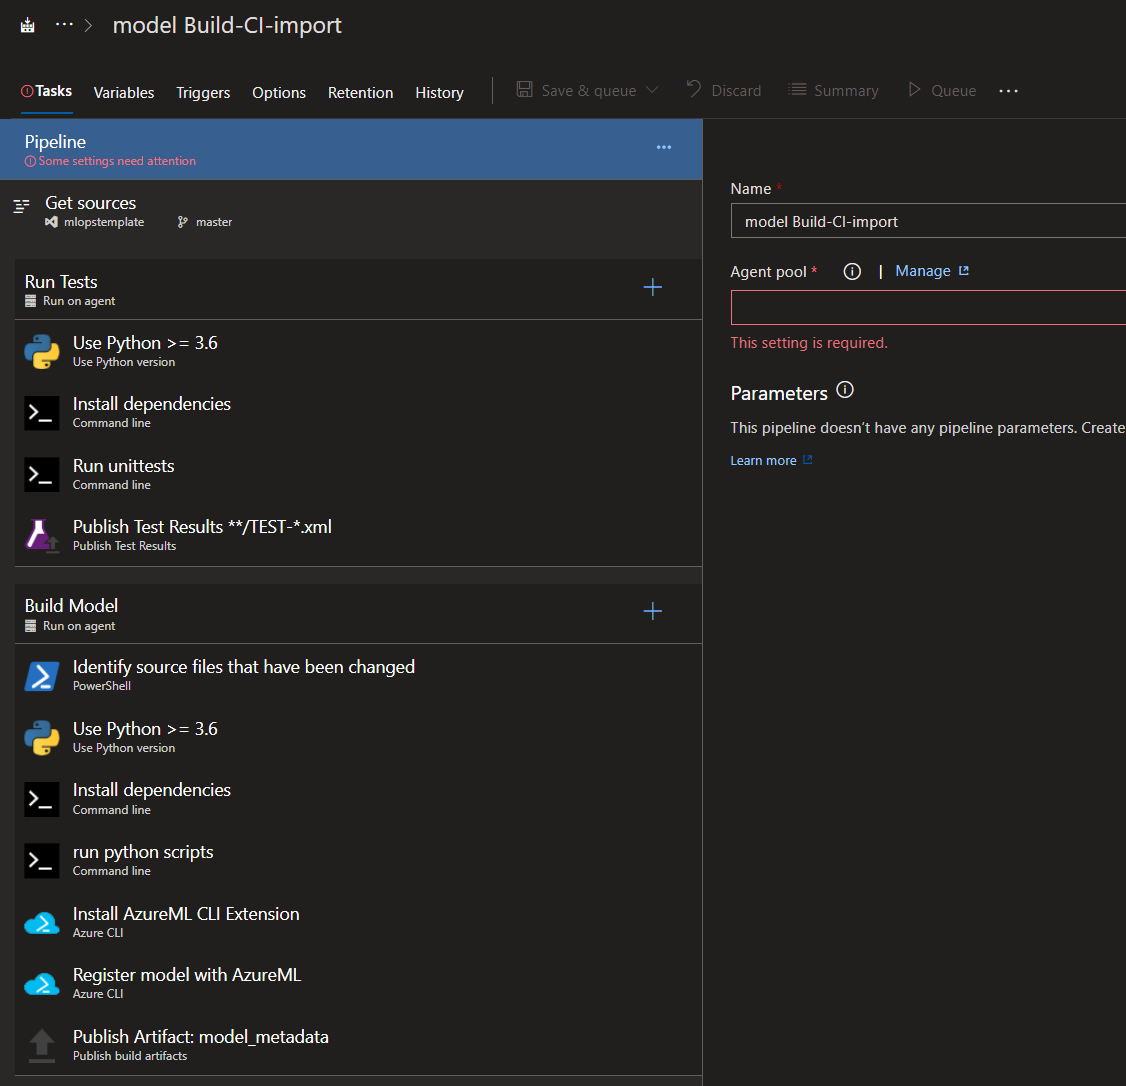 model Build-CI-import
Tasks Variables Triggers Options Retention History Save & queue Discard Summary Queue
Pipeline
Some settings need attention
Get sources
mlopstemplate master
Run Tests
Run on agent
Use Python >= 3.6
Use Python version
Install dependencies
Command line
Run unittests
Command line
Publish Test Results **/TEST-*.xml
Publish Test Results
Build Model
Run on agent
Identify source files that have been changed
PowerShell
Use Python >= 3.6
Use Python version
Install dependencies
Command line
run python scripts
Command line
Install AzureML CLI Extension
Azure CLI
Register model with AzureML
Azure CLI
Publish Artifact: model_metadata
Publish build artifacts
Name *
model Build-CI-import
Agent pool * | Manage
This setting is required.
Parameters
This pipeline doesn't have any pipeline parameters. Create
Learn more